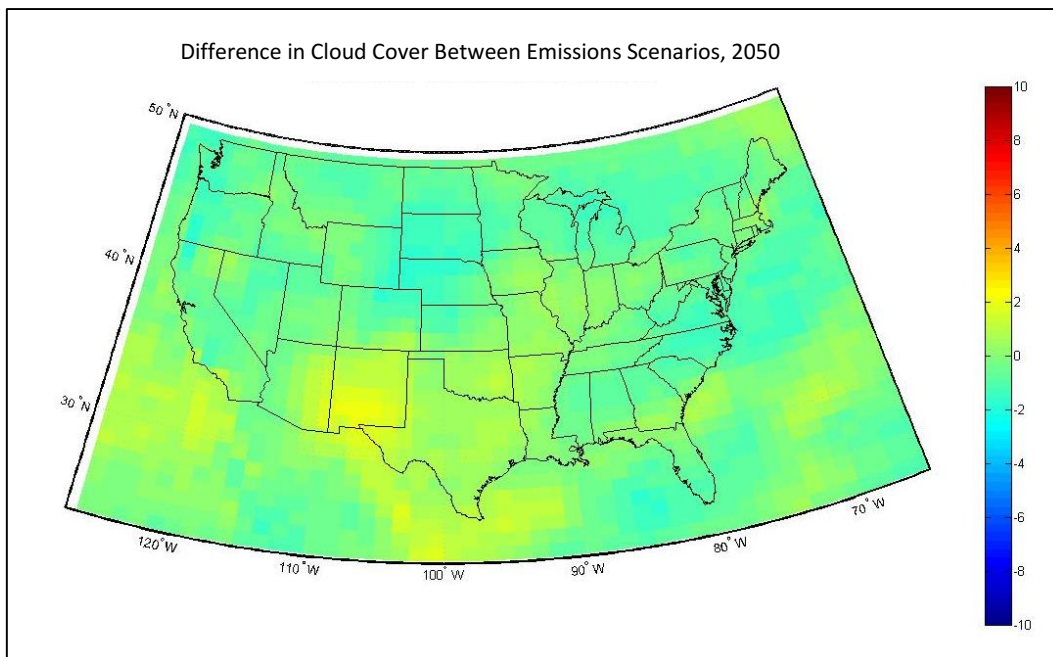 Difference in Cloud Cover Between Emissions Scenarios, 2050
50°N
40°N
30°N
120°W
110°W
100°W
90°W
80°W
70°W
10
8
6
4
2
0
-2
-4
-6
-8
-10